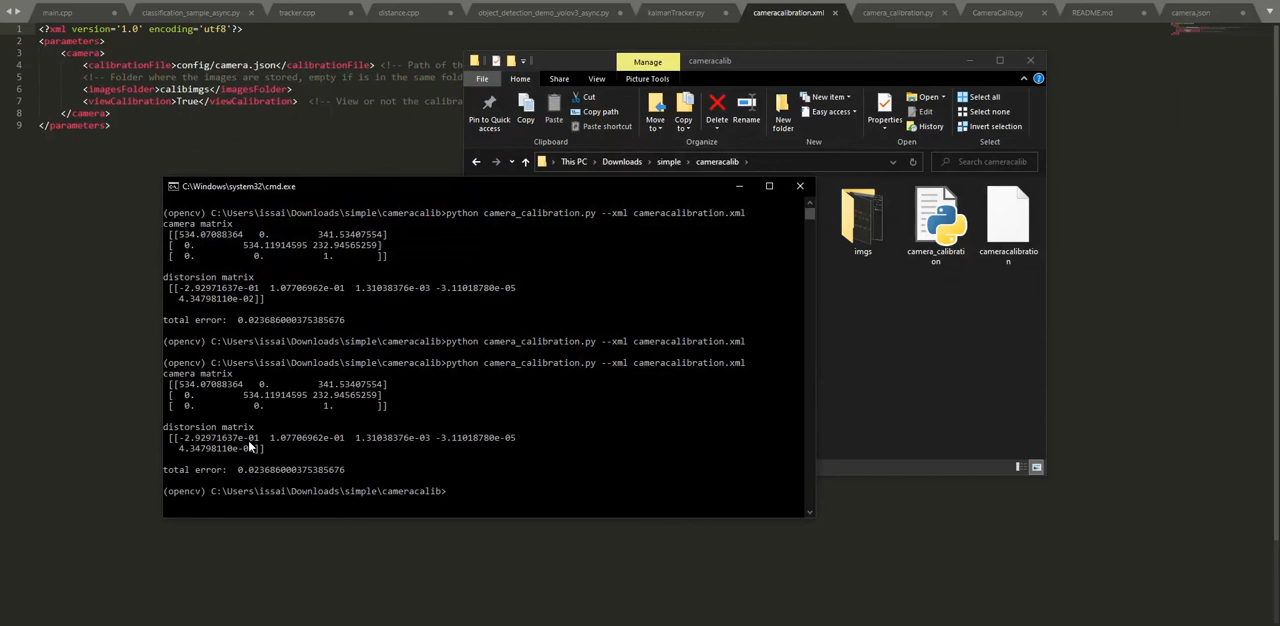 main.cpp
classification_sample_async.py
tracker.cpp
distance.cpp
object_detection_demo_yolov3_async.py
kalmanTracker.py
cameracalibration.xml
camera_calibration.py
CameraCalib.py
README.md
camera.json
1 <?xml version='1.0' encoding='utf8'?>
2 <parameters>
3 <camera>
4 <calibrationFile>config/camera.json</calibrationFile> <!-- Path of th
5 <!-- Folder where the images are stored, empty if is in the same fold
6 <imagesFolder>calibimgs</imagesFolder>
7 <viewCalibration>True</viewCalibration> <!-- View or not the calibra
8 </camera>
9 </parameters>
Manage
cameracalib
File
Home
Share
View
Picture Tools
Pin to Quick access
Copy
Paste
Cut
Copy path
Paste shortcut
Clipboard
Move to
Copy to
Delete
Rename
Organize
New folder
New item
Easy access
New
Properties
Open
Edit
History
Open
Select all
Select none
Invert selection
Select
This PC > Downloads > simple > cameracalib >
Search cameracalib
imgs
camera_calibration
cameracalibration
C:\Windows\system32\cmd.exe
(opencv) C:\Users\issai\Downloads\simple\cameracalib>python camera_calibration.py --xml cameracalibration.xml
camera matrix
[[534.07088364 0. 341.53407554]
[ 0. 534.11914595 232.94565259]
[ 0. 0. 1. ]]
distorsion matrix
[[-2.92971637e-01 1.07706962e-01 1.31038376e-03 -3.11018780e-05
4.34798110e-02]]
total error: 0.023686000375385676
(opencv) C:\Users\issai\Downloads\simple\cameracalib>python camera_calibration.py --xml cameracalibration.xml
(opencv) C:\Users\issai\Downloads\simple\cameracalib>python camera_calibration.py --xml cameracalibration.xml
camera matrix
[[534.07088364 0. 341.53407554]
[ 0. 534.11914595 232.94565259]
[ 0. 0. 1. ]]
distorsion matrix
[[-2.92971637e-01 1.07706962e-01 1.31038376e-03 -3.11018780e-05
4.34798110e-0 ]]
total error: 0.023686000375385676
(opencv) C:\Users\issai\Downloads\simple\cameracalib>